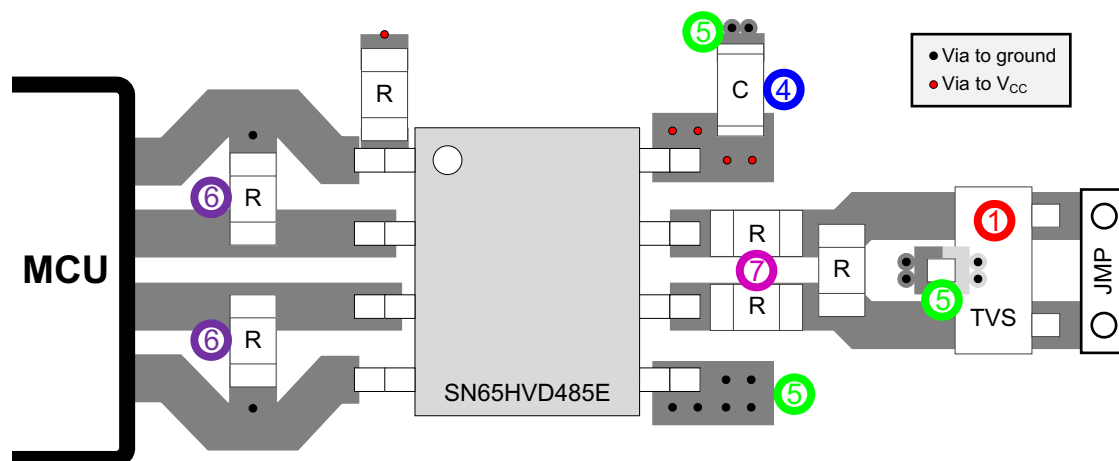 5
R
C
4
Via to ground
Via to VCC
6
R
MCU
R
7
R
R
1
5
TVS
JMP
6
R
SN65HVD485E
5